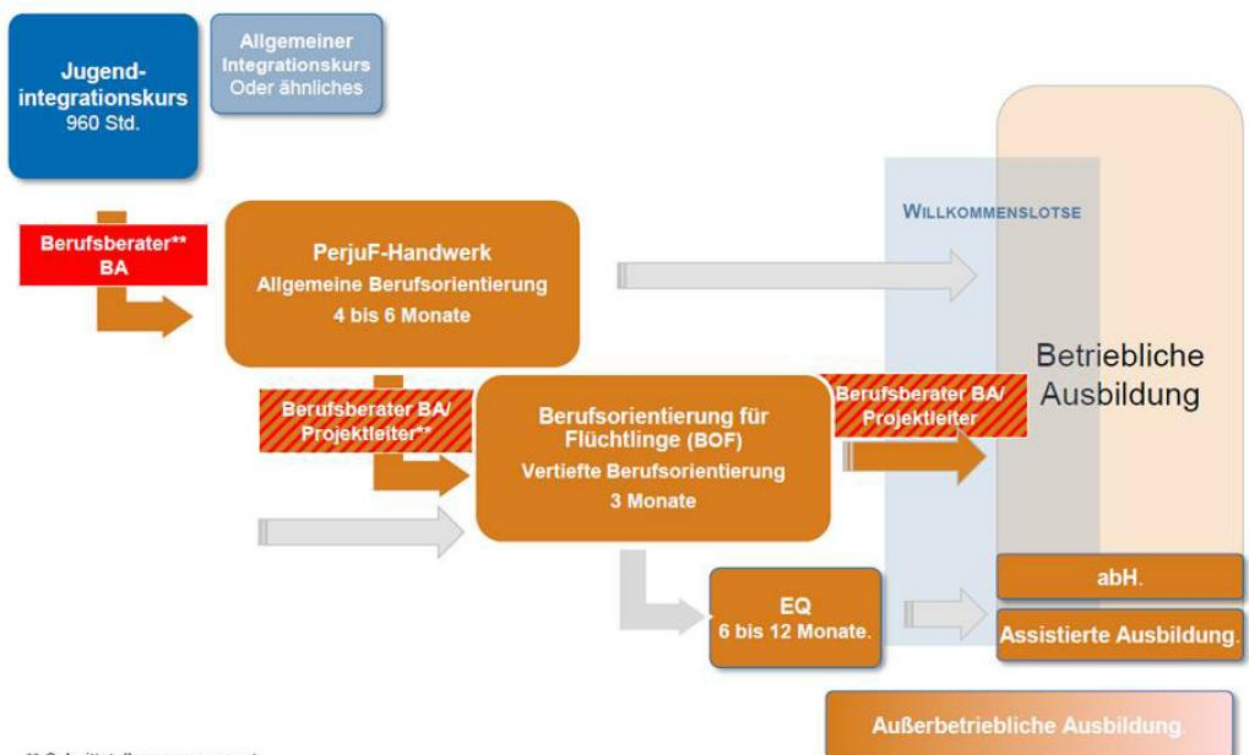 Jugend-
integrationskurs
960 Std.
Allgemeiner
Integrationskurs
Oder ähnliches
WILLKOMMENSLOTSE
Berufsberater**
BA
PerjuF-Handwerk
Allgemeine Berufsorientierung
4 bis 6 Monate
Betriebliche
Ausbildung
Berufsberater BA/
Projektleiter**
Berufsorientierung für
Flüchtlinge (BOF)
Vertiefte Berufsorientierung
3 Monate
Berufsberater BA/
Projektleiter
EQ
6 bis 12 Monate.
abH.
Assistierte Ausbildung.
Außerbetriebliche Ausbildung.